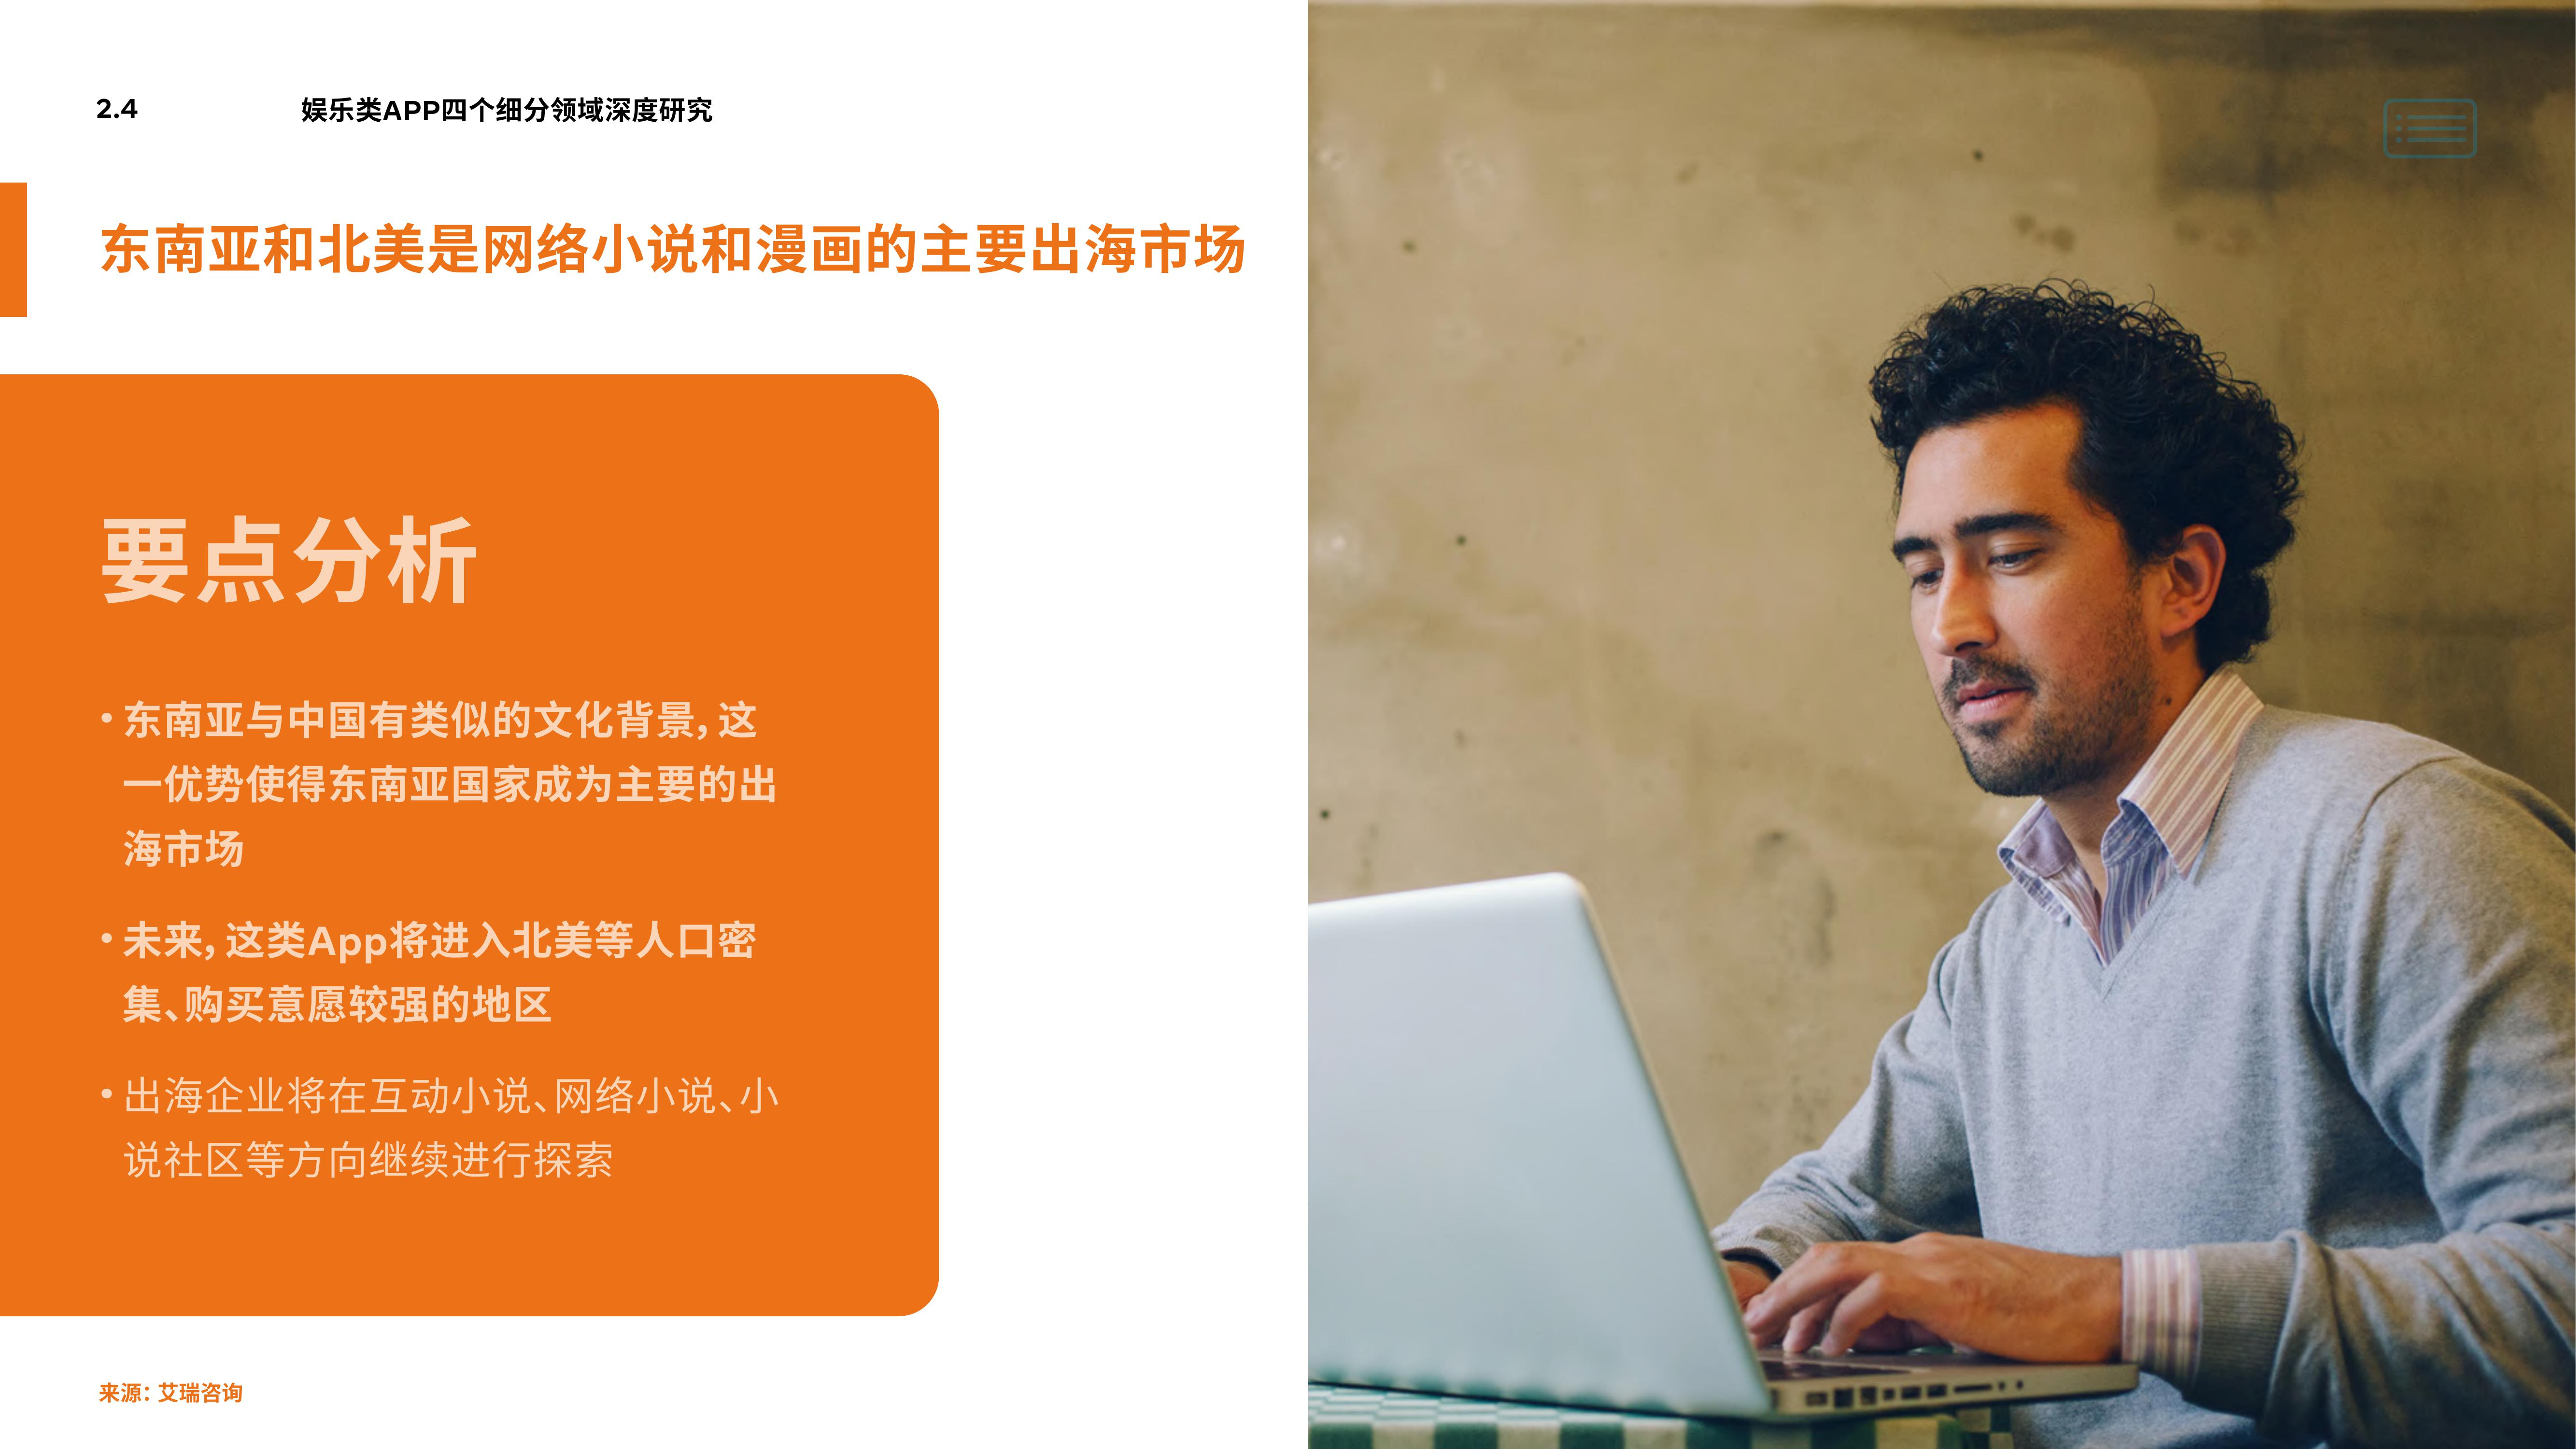 2.4 娱乐类APP四个细分领域深度研究
东南亚和北美是网络小说和漫画的主要出海市场
要点分析
• 东南亚与中国有类似的文化背景，这
一优势使得东南亚国家成为主要的出
海市场
• 未来，这类App将进入北美等人口密
集、购买意愿较强的地区
• 出海企业将在互动小说、网络小说、小
说社区等方向继续进行探索
来源：艾瑞咨询